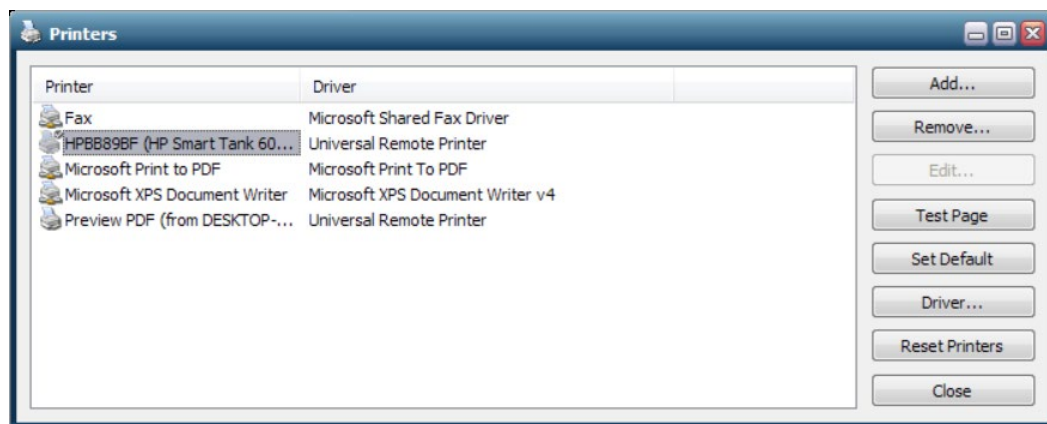 Printers
Printer Driver
Fax Microsoft Shared Fax Driver
HPBB89BF (HP Smart Tank 60... Universal Remote Printer
Microsoft Print to PDF Microsoft Print To PDF
Microsoft XPS Document Writer Microsoft XPS Document Writer v4
Preview PDF (from DESKTOP-... Universal Remote Printer
Add...
Remove...
Edit...
Test Page
Set Default
Driver...
Reset Printers
Close